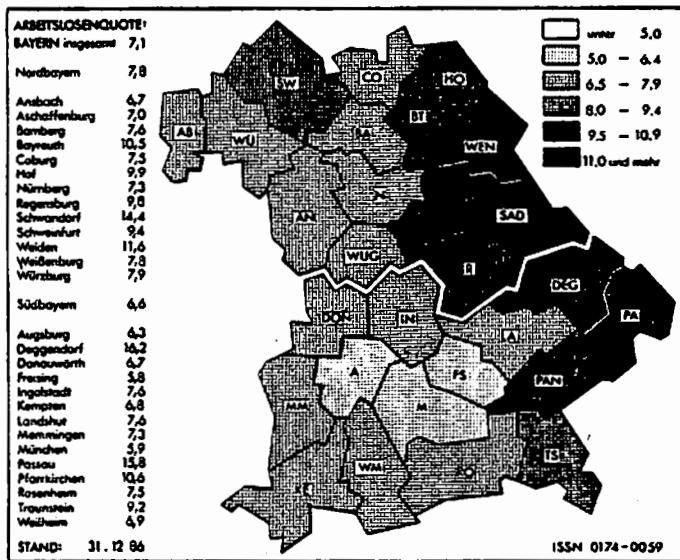 ARBEITSLOSENQUOTE:
BAYERN insgesamt 7,1
Nordbayern 7,8
Ansbach 6,7
Aschaffenburg 7,0
Bamberg 7,6
Bayreuth 10,5
Coburg 7,5
Hof 9,9
Nürnberg 7,3
Regensburg 9,8
Schwandorf 14,4
Schweinfurt 9,4
Weiden 11,6
Weißenburg 7,8
Würzburg 7,9
Südbayern 6,6
Augsburg 6,3
Deggendorf 16,2
Donauwörth 6,7
Freising 5,8
Ingolstadt 7,6
Kempten 6,8
Landshut 7,6
Memmingen 7,3
München 5,9
Passau 15,8
Pfarrkirchen 10,6
Rosenheim 7,5
Traunstein 9,2
Weilheim 6,9
STAND: 31.12 86
unter 5,0
5,0 – 6,4
6,5 – 7,9
8,0 – 9,4
9,5 – 10,9
11,0 und mehr
SW
CO
HO
BT
AB
WÜ
BA
WEN
AN
SAD
WUG
R
DEG
PA
DON
IN
A
FS
PAN
MM
M
WM
TS
ISSN 0174-0059